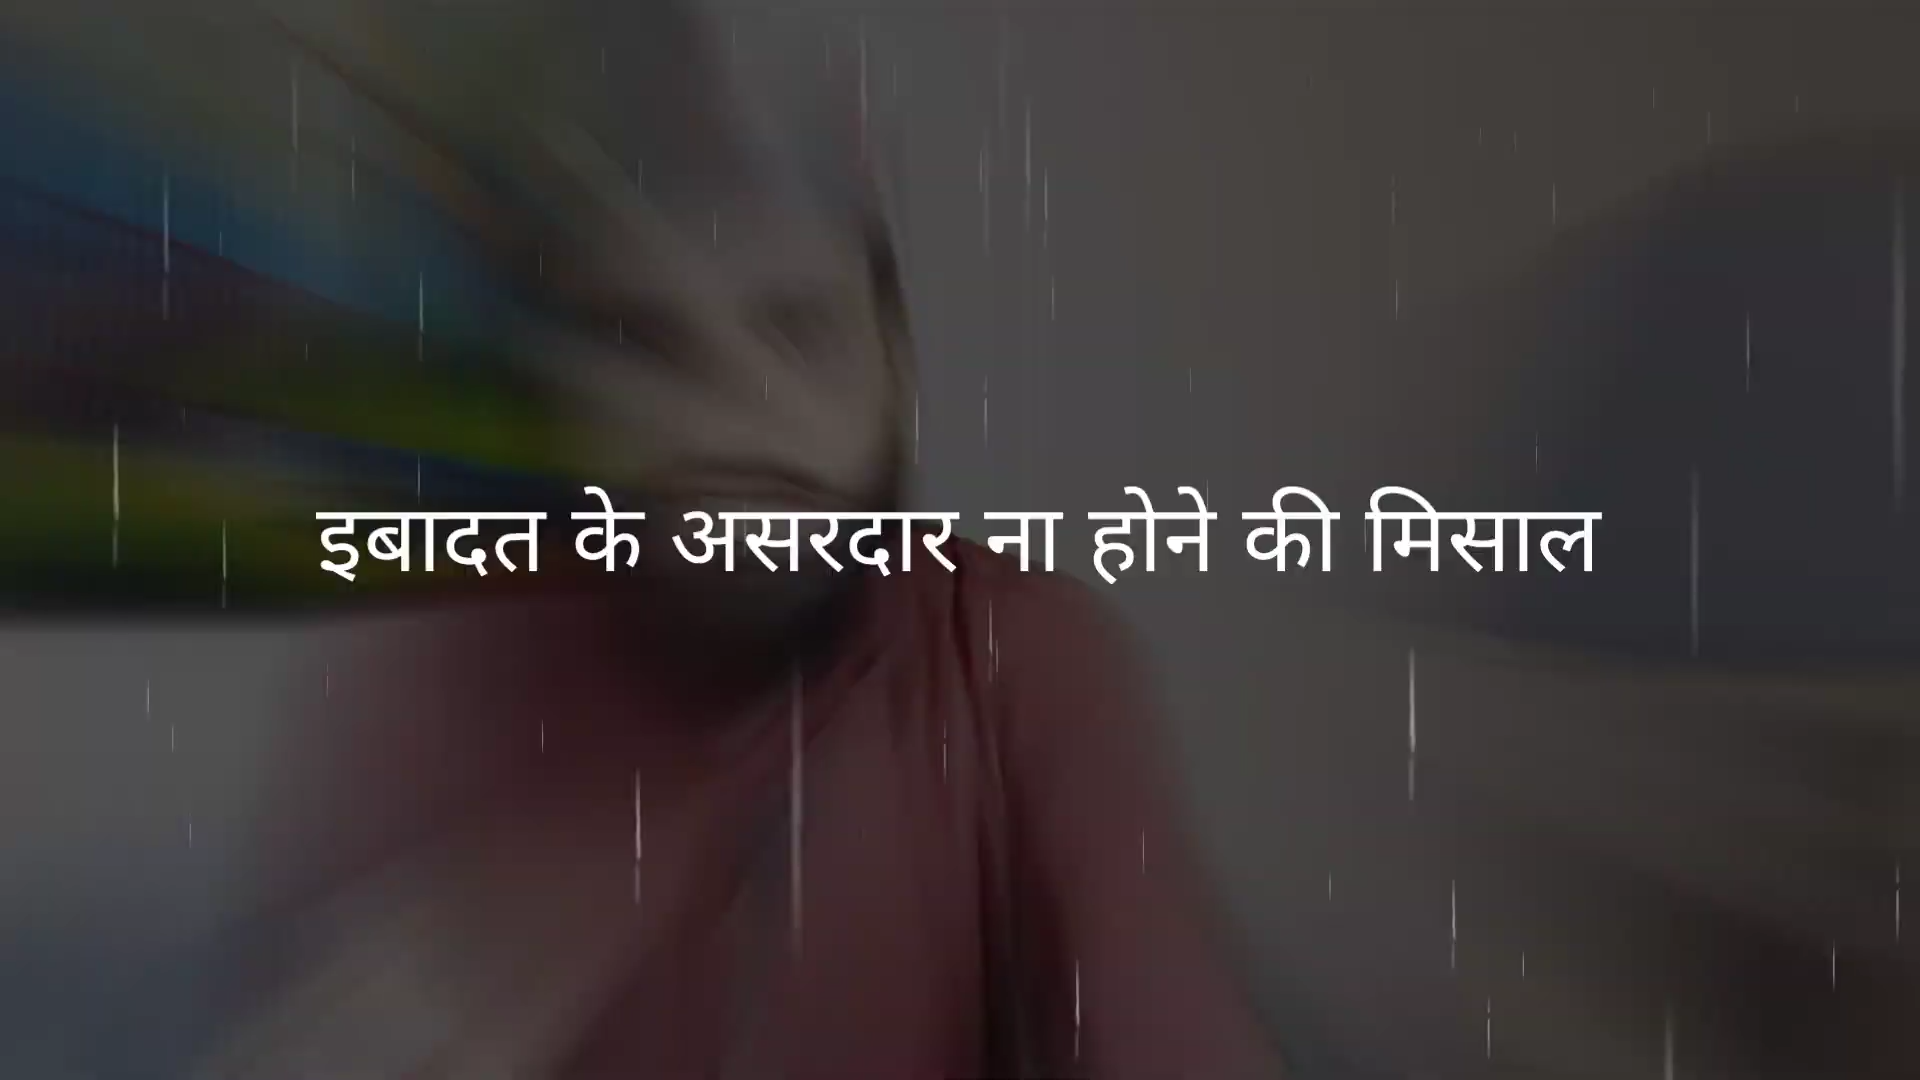 इबादत के असरदार ना होने की मिसाल